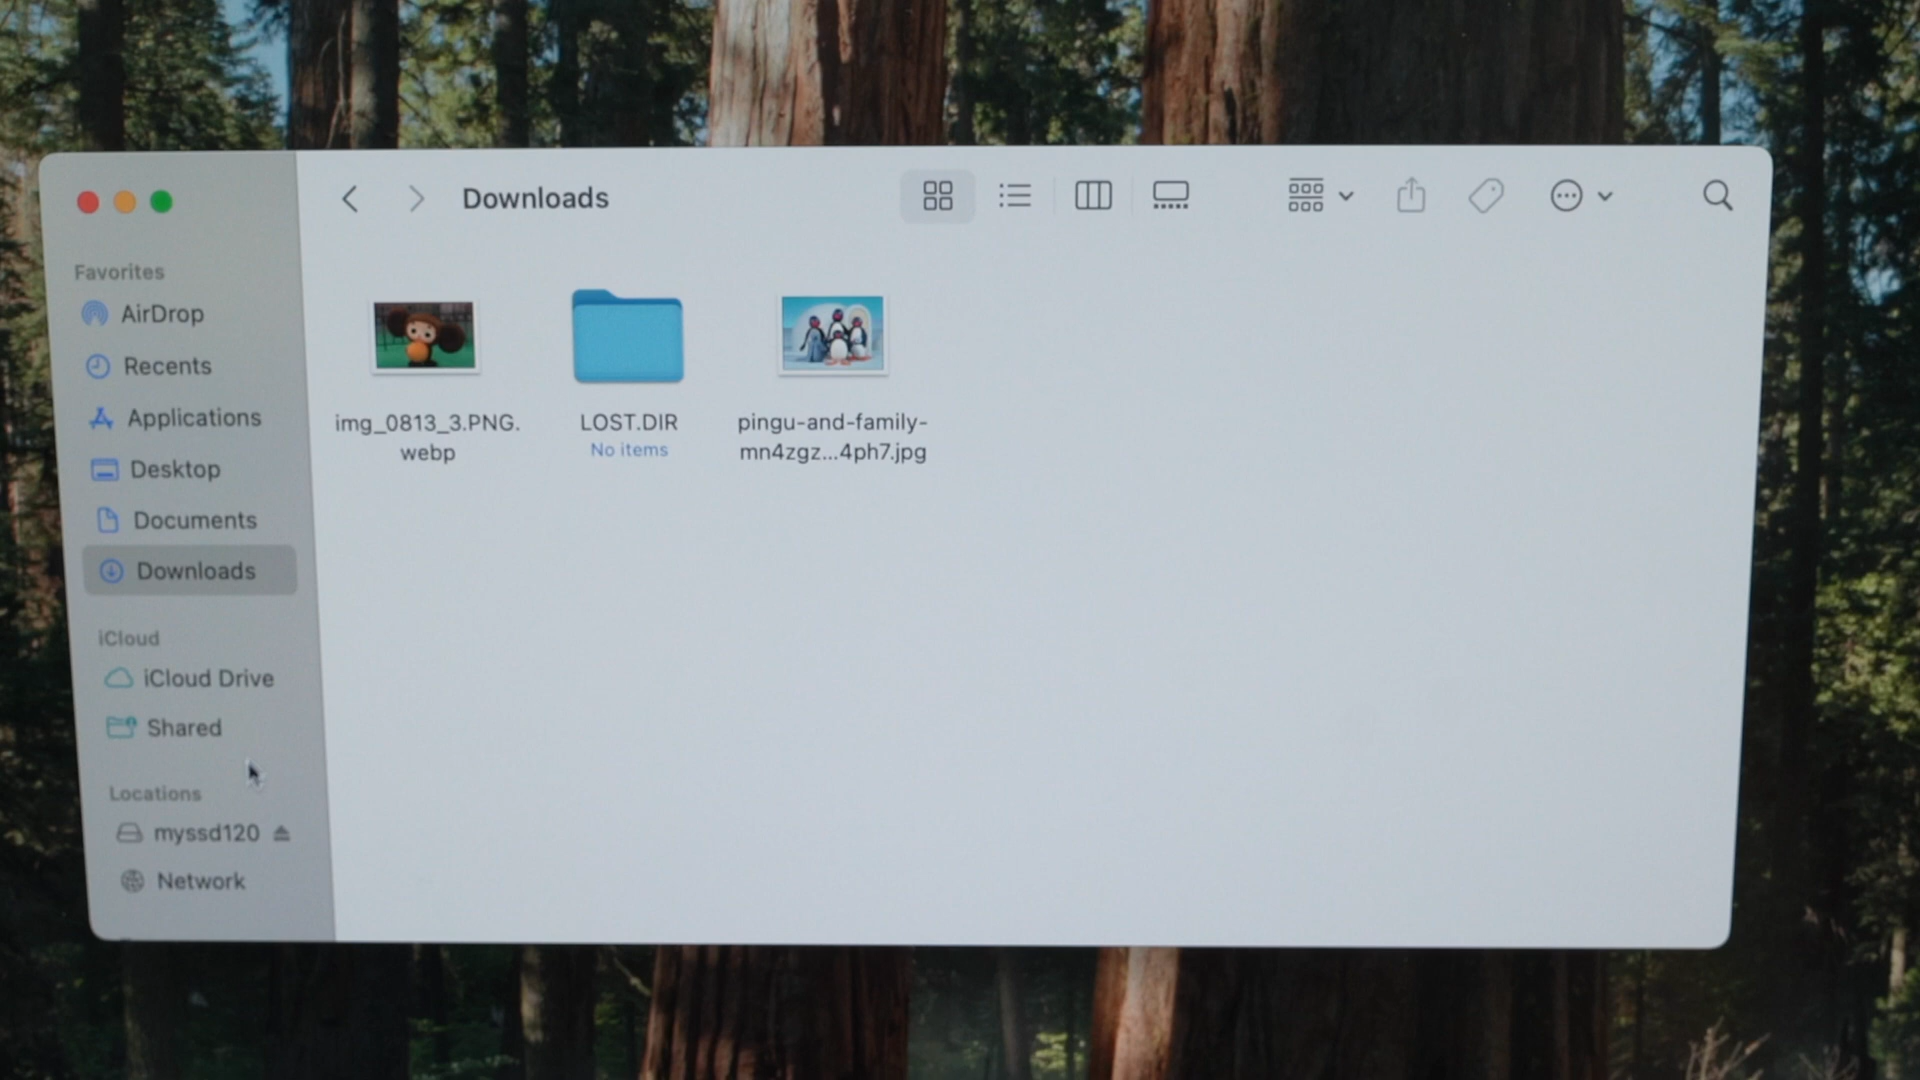 Downloads
Favorites
AirDrop
Recents
Applications
Desktop
Documents
Downloads
iCloud
iCloud Drive
Shared
Locations
myssd120
Network
img_0813_3.PNG.
webp
LOST.DIR
No items
pingu-and-family-
mn4zgz...4ph7.jpg